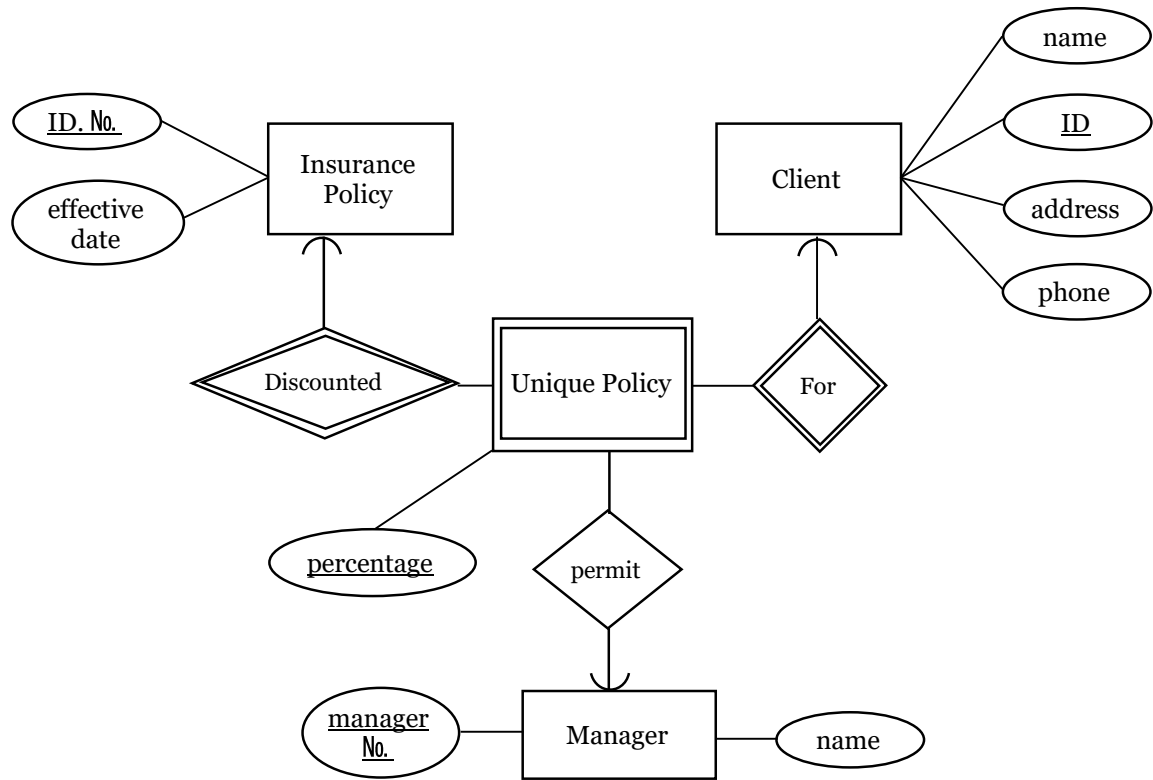 name
ID. No.
Insurance
Policy
Client
ID
effective
date
address
phone
Discounted
Unique Policy
For
percentage
permit
manager
No.
Manager
name